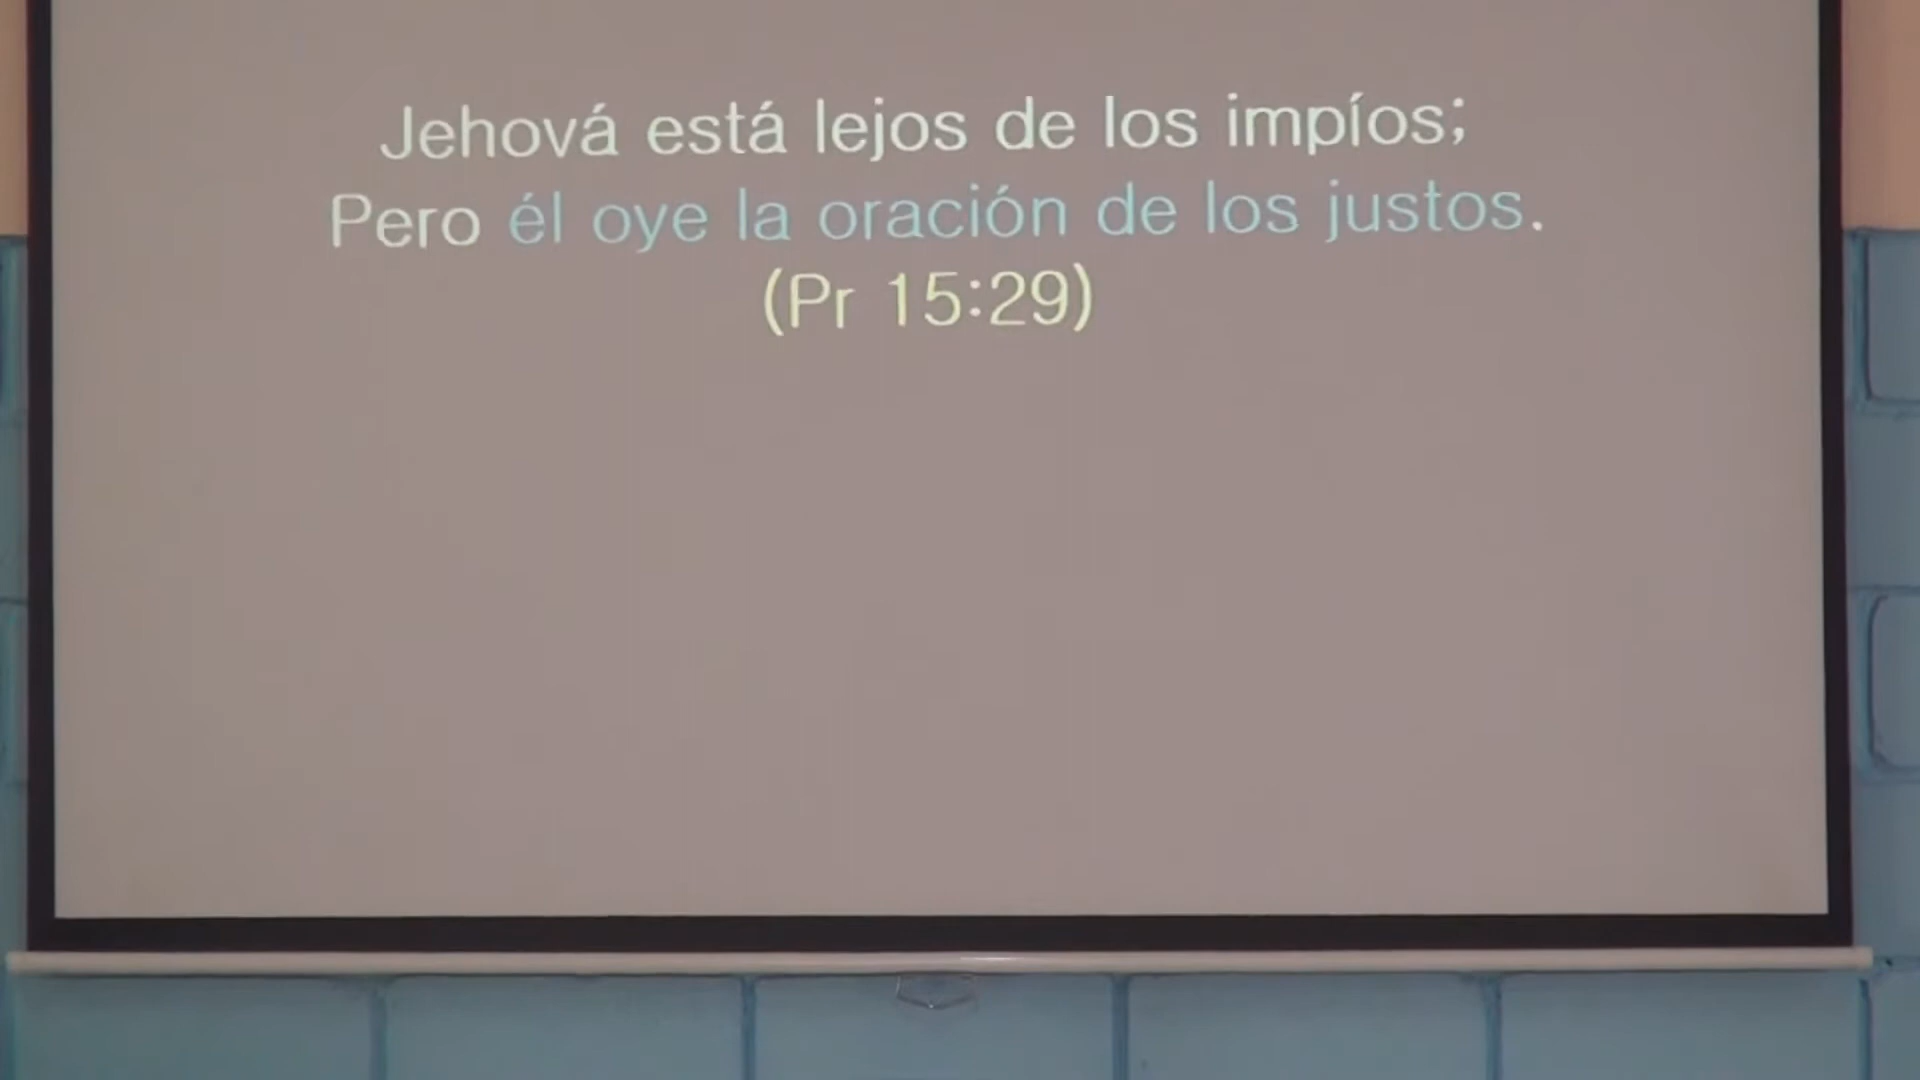 Jehová está lejos de los impíos;
Pero él oye la oración de los justos.
(Pr 15:29)